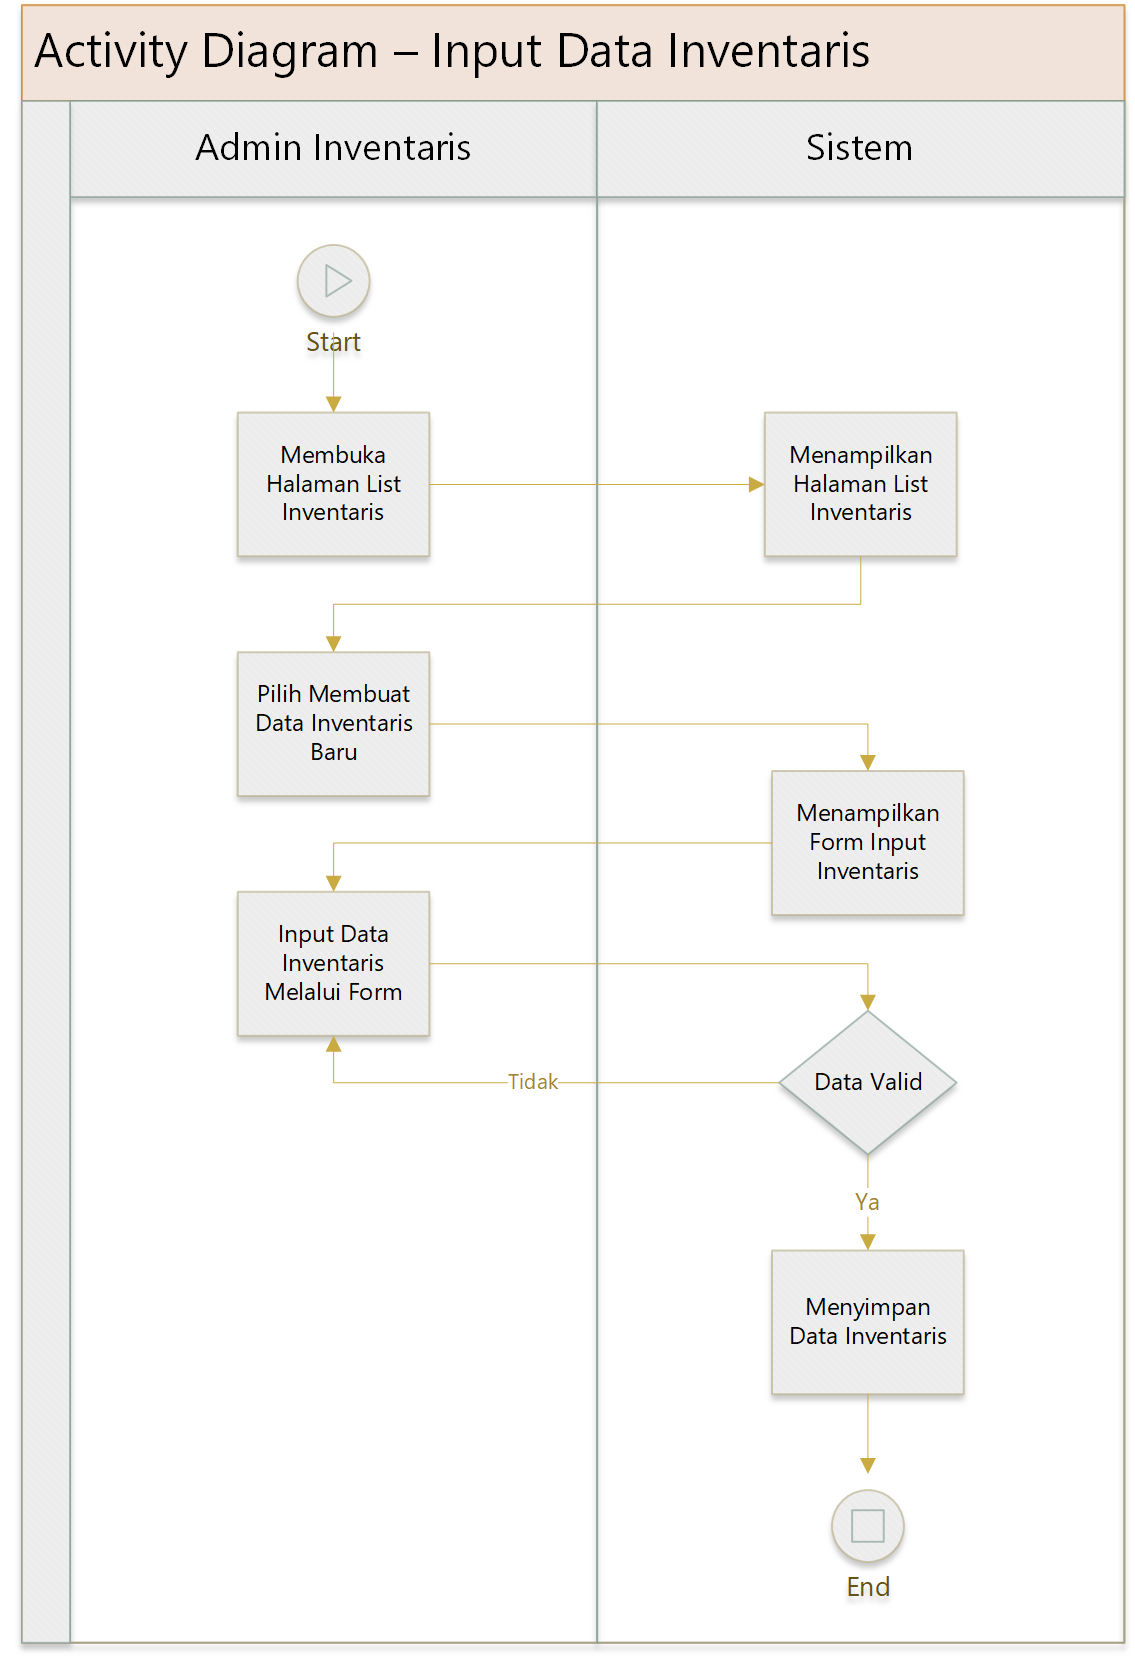 Activity Diagram – Input Data Inventaris
Admin Inventaris
Sistem
Start
Membuka
Halaman List
Inventaris
Menampilkan
Halaman List
Inventaris
Pilih Membuat
Data Inventaris
Baru
Menampilkan
Form Input
Inventaris
Input Data
Inventaris
Melalui Form
Data Valid
Tidak
Ya
Menyimpan
Data Inventaris
End